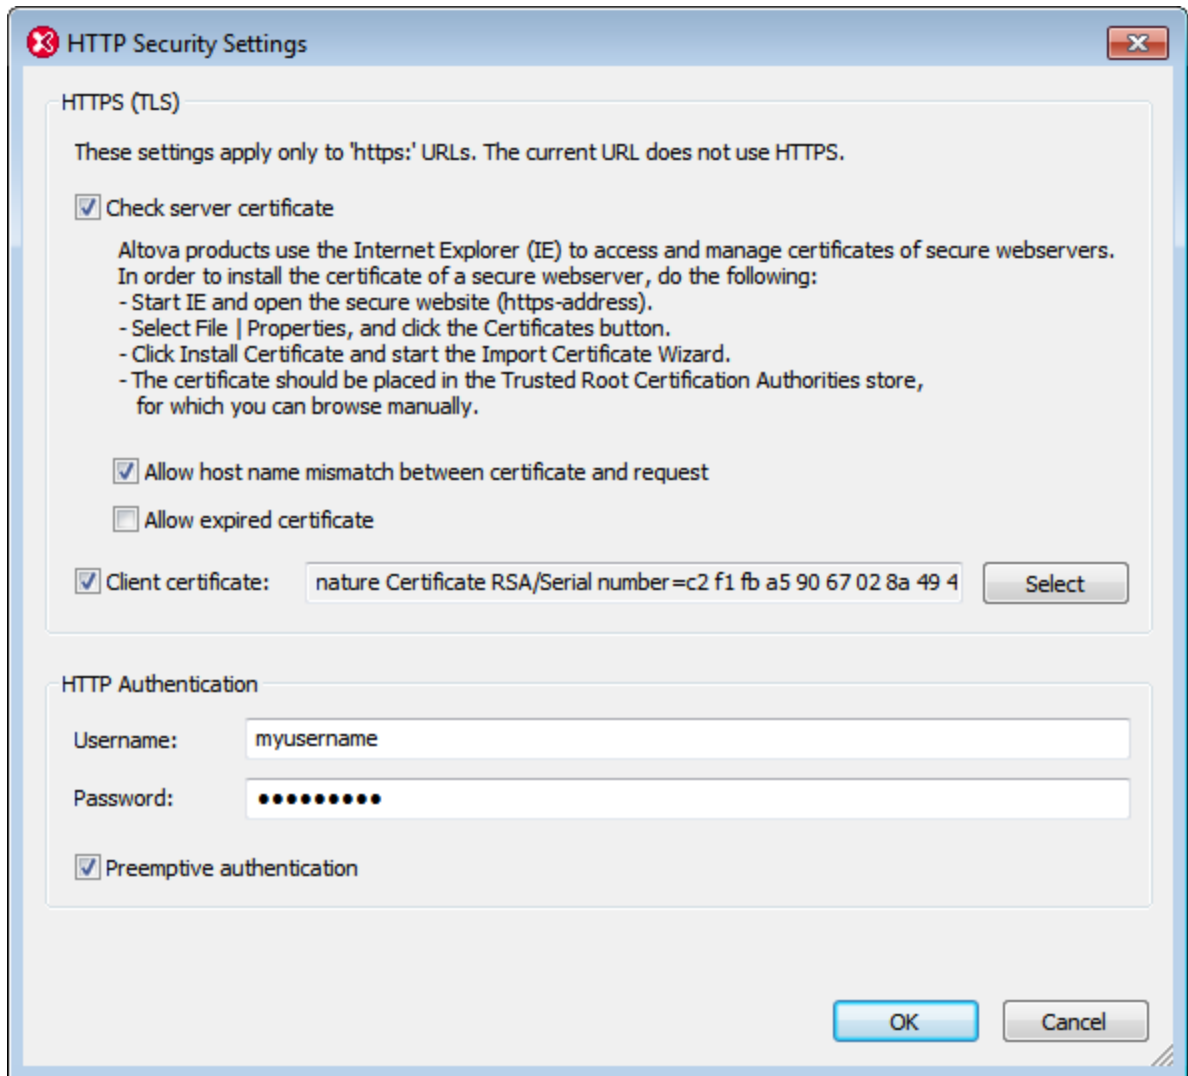 HTTP Security Settings
HTTPS (TLS)
These settings apply only to 'https:' URLs. The current URL does not use HTTPS.
Check server certificate
Altova products use the Internet Explorer (IE) to access and manage certificates of secure webservers.
In order to install the certificate of a secure webserver, do the following:
- Start IE and open the secure website (https-address).
- Select File | Properties, and click the Certificates button.
- Click Install Certificate and start the Import Certificate Wizard.
- The certificate should be placed in the Trusted Root Certification Authorities store,
for which you can browse manually.
Allow host name mismatch between certificate and request
Allow expired certificate
Client certificate: nature Certificate RSA/Serial number=c2 f1 fb a5 90 67 02 8a 49 4 Select
HTTP Authentication
Username: myusername
Password: •••••••••
Preemptive authentication
OK Cancel